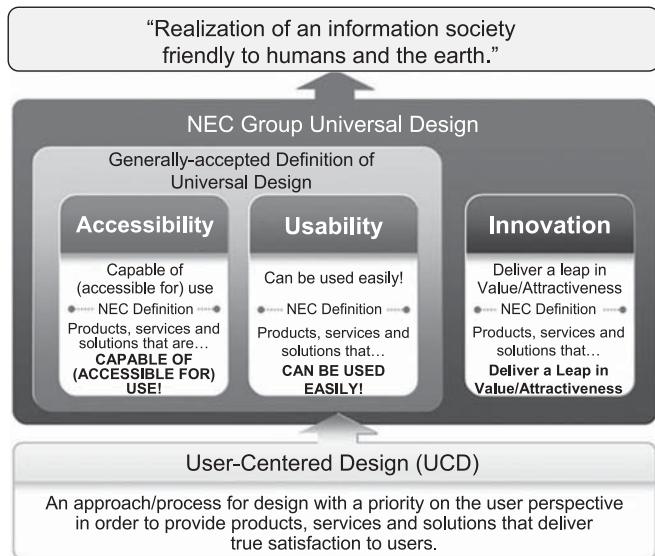 “Realization of an information society
friendly to humans and the earth.”
NEC Group Universal Design
Generally-accepted Definition of
Universal Design
Accessibility
Capable of
(accessible for) use
NEC Definition
Products, services and
solutions that are…
CAPABLE OF
(ACCESSIBLE FOR)
USE!
Usability
Can be used easily!
NEC Definition
Products, services and
solutions that…
CAN BE USED
EASILY!
Innovation
Deliver a leap in
Value/Attractiveness
NEC Definition
Products, services and
solutions that…
Deliver a Leap in
Value/Attractiveness
User-Centered Design (UCD)
An approach/process for design with a priority on the user perspective
in order to provide products, services and solutions that deliver
true satisfaction to users.